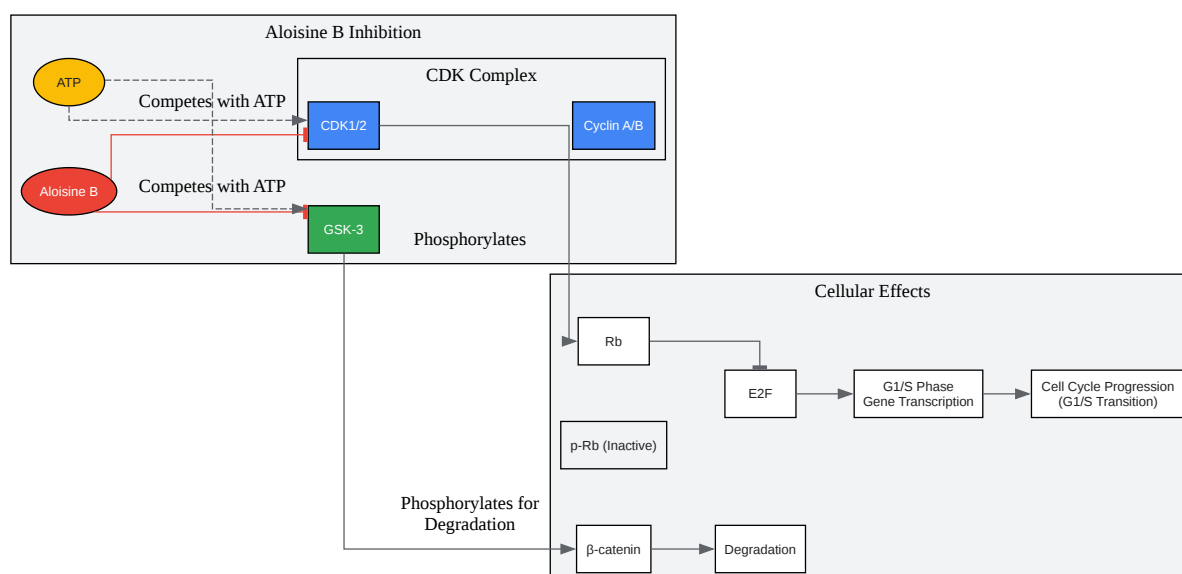 Aloisine B Inhibition
CDK Complex
ATP
Competes with ATP
CDK1/2
Cyclin A/B
Competes with ATP
Aloisine B
GSK-3
Phosphorylates
Cellular Effects
Rb
E2F
G1/S Phase
Gene Transcription
Cell Cycle Progression
(G1/S Transition)
p-Rb (Inactive)
Phosphorylates for
Degradation
β-catenin
Degradation